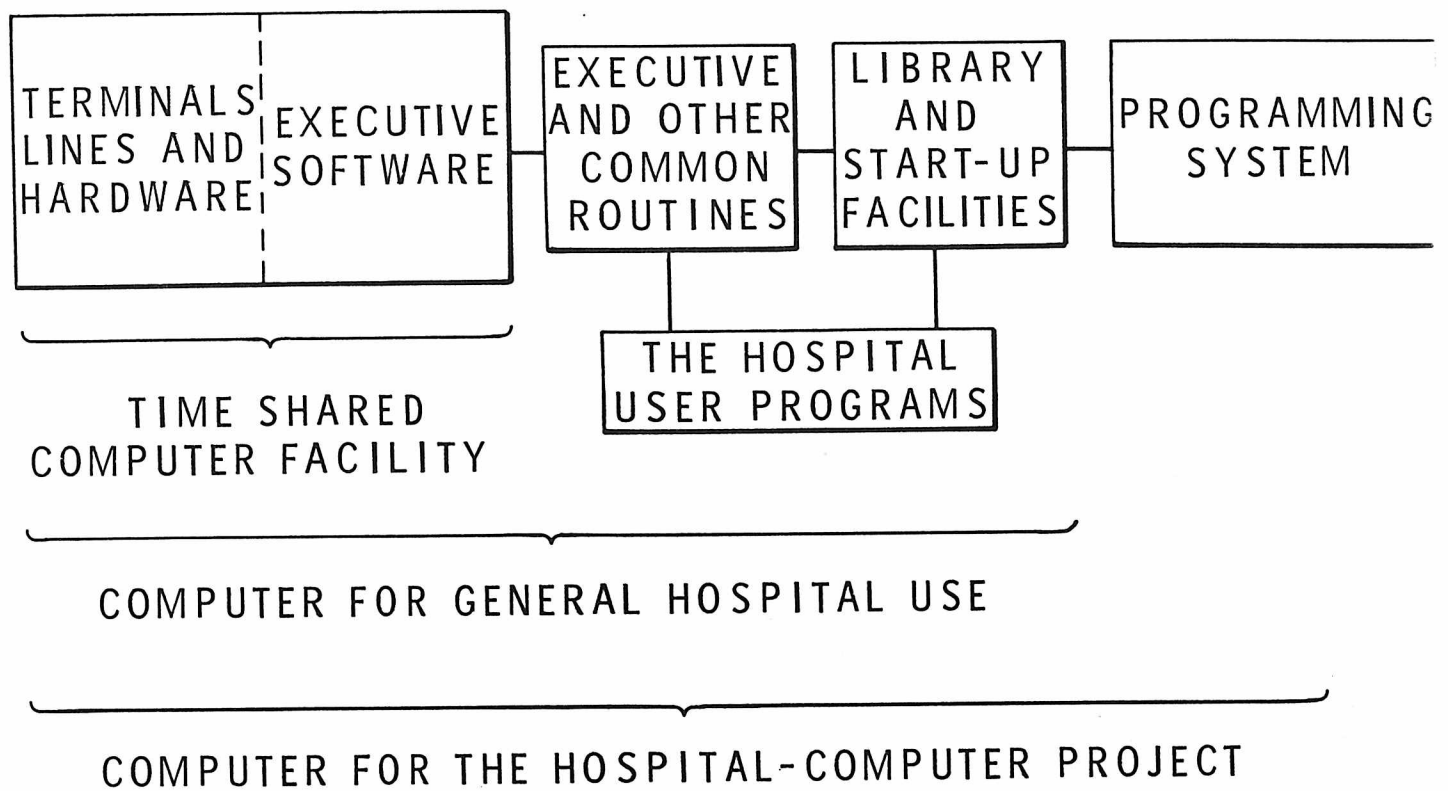 TERMINALS
LINES AND
HARDWARE
EXECUTIVE
SOFTWARE
EXECUTIVE
AND OTHER
COMMON
ROUTINES
LIBRARY
AND
START-UP
FACILITIES
PROGRAMMING
SYSTEM
THE HOSPITAL
USER PROGRAMS
TIME SHARED
COMPUTER FACILITY
COMPUTER FOR GENERAL HOSPITAL USE
COMPUTER FOR THE HOSPITAL-COMPUTER PROJECT